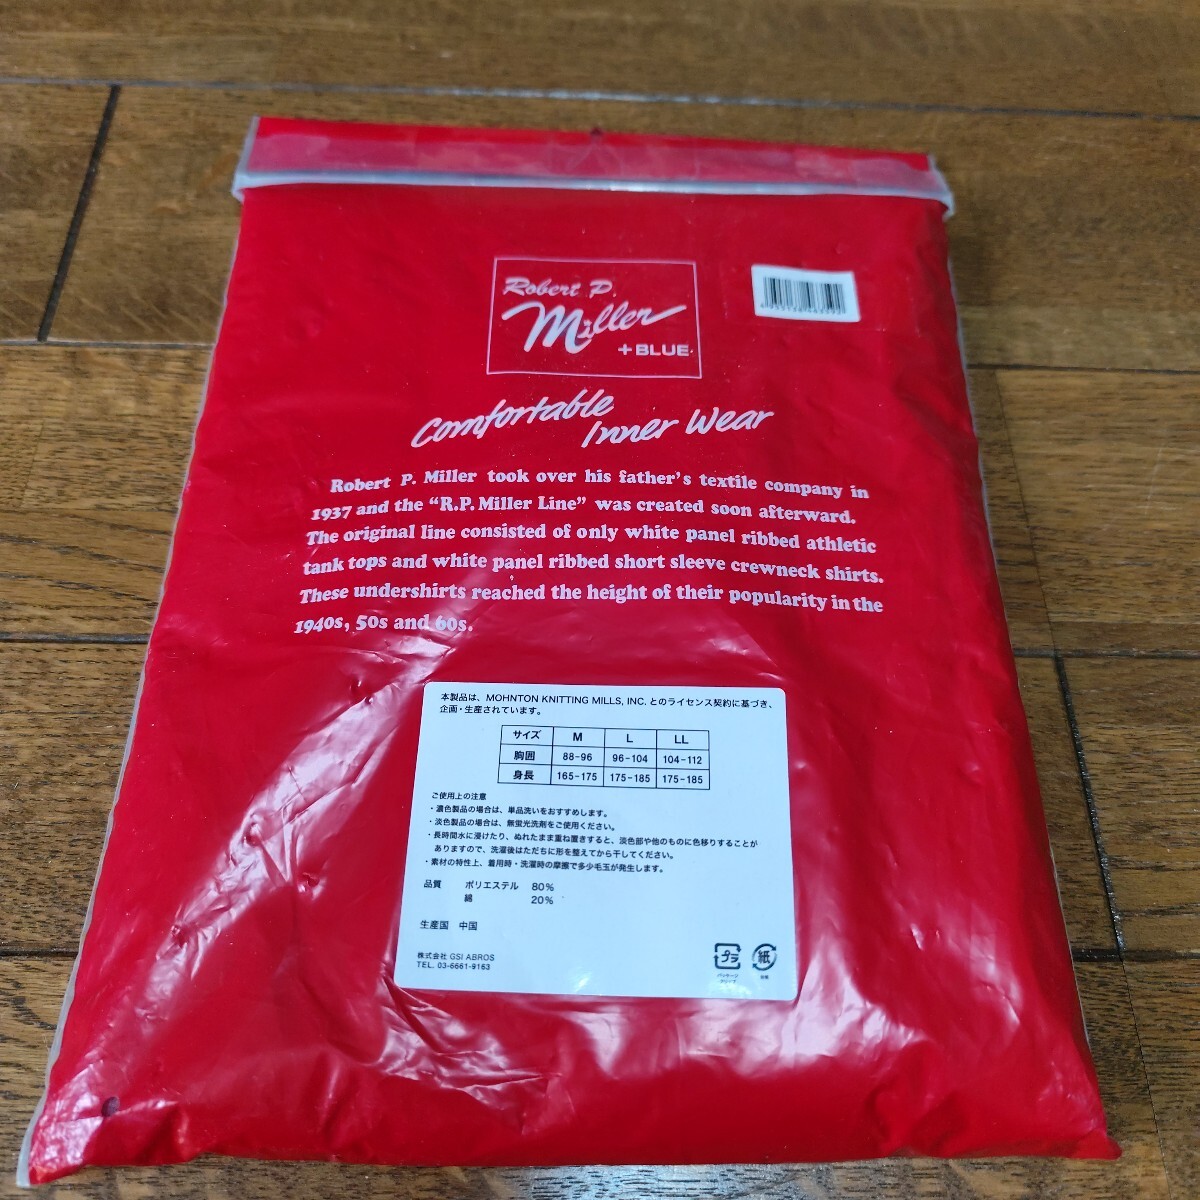 Robert P.
Miller
+BLUE
Comfortable
Inner Wear
Robert P. Miller took over his father's textile company in
1937 and the "R.P. Miller Line" was created soon afterward.
The original line consisted of only white panel ribbed athletic
tank tops and white panel ribbed short sleeve crewneck shirts.
These undershirts reached the height of their popularity in the
1940s, 50s and 60s.
本製品は、MOHNTON KNITTING MILLS, INC. とのライセンス契約に基づき、
企画・生産されています。
サイズ M L LL
胸囲 88-96 96-104 104-112
身長 165-175 175-185 175-185
ご使用上の注意
・濃色製品の場合は、単品洗いをおすすめします。
・淡色製品の場合は、無蛍光洗剤をご使用ください。
・長時間水に浸けたり、ぬれたまま重ね置きすると、淡色部や他のものに色移りすることが
ありますので、洗濯後はただちに形を整えてから干してください。
・素材の特性上、着用時・洗濯時の摩擦で多少毛玉が発生します。
品質 ポリエステル 80%
綿 20%
生産国 中国
株式会社 GSI ABROS
TEL. 03-6661-9163
プラ 紙